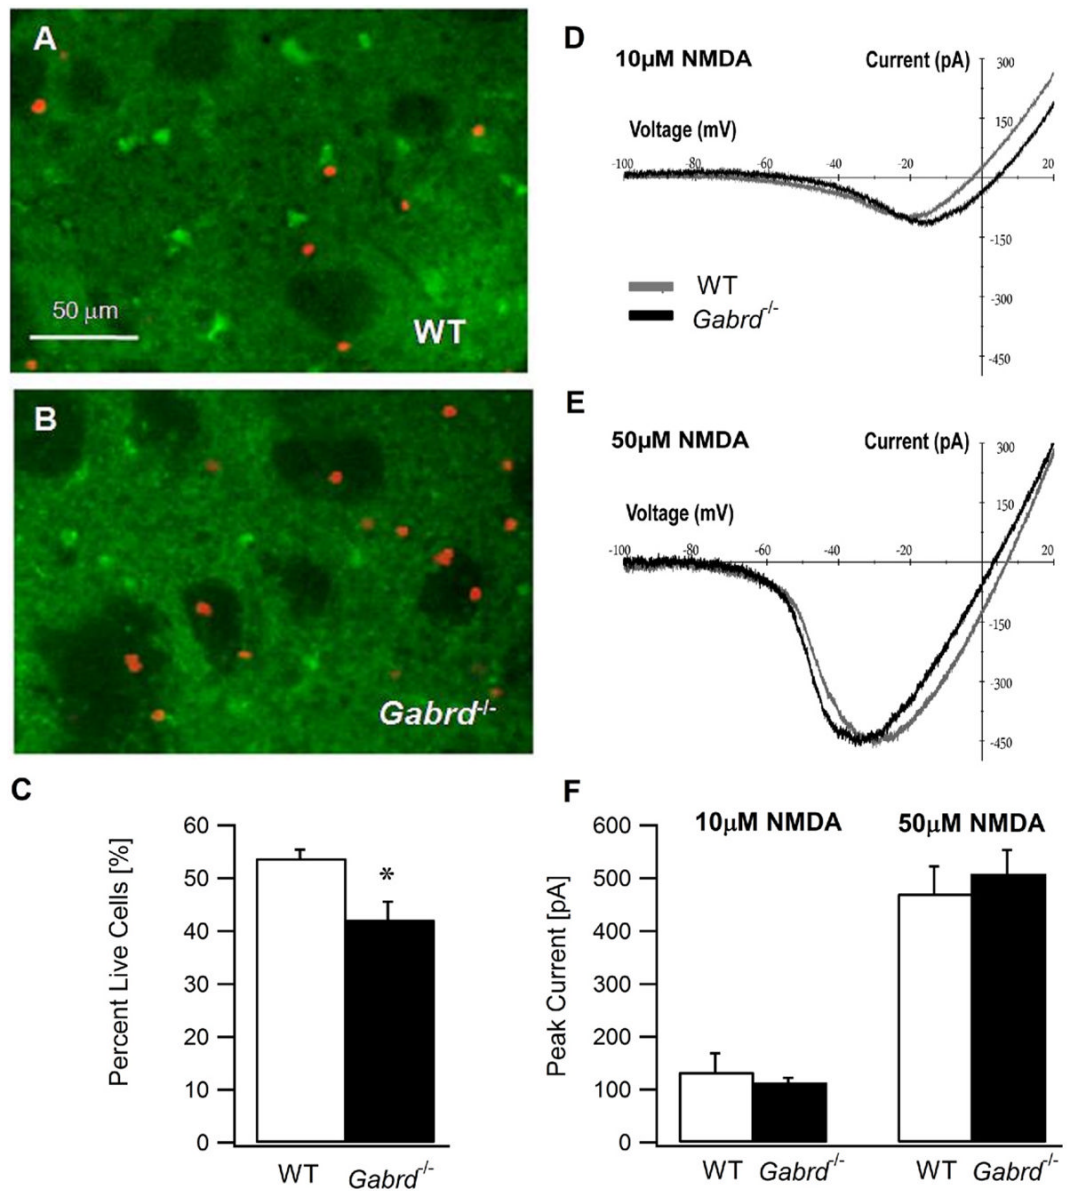 A
50 μm
WT
B
Gabrd-/-
C
Percent Live Cells [%]
60
50
40
30
20
10
0
*
WT Gabrd-/-
D
10μM NMDA
Current (pA)
Voltage (mV)
-100 -80 -60 -40 -20 20
300
150
-150
-300
-450
WT
Gabrd-/-
E
50μM NMDA
Current (pA)
Voltage (mV)
-100 -80 -60 -40 -20 20
300
150
-150
-300
-450
F
10μM NMDA 50μM NMDA
Peak Current [pA]
600
500
400
300
200
100
0
WT Gabrd-/- WT Gabrd-/-